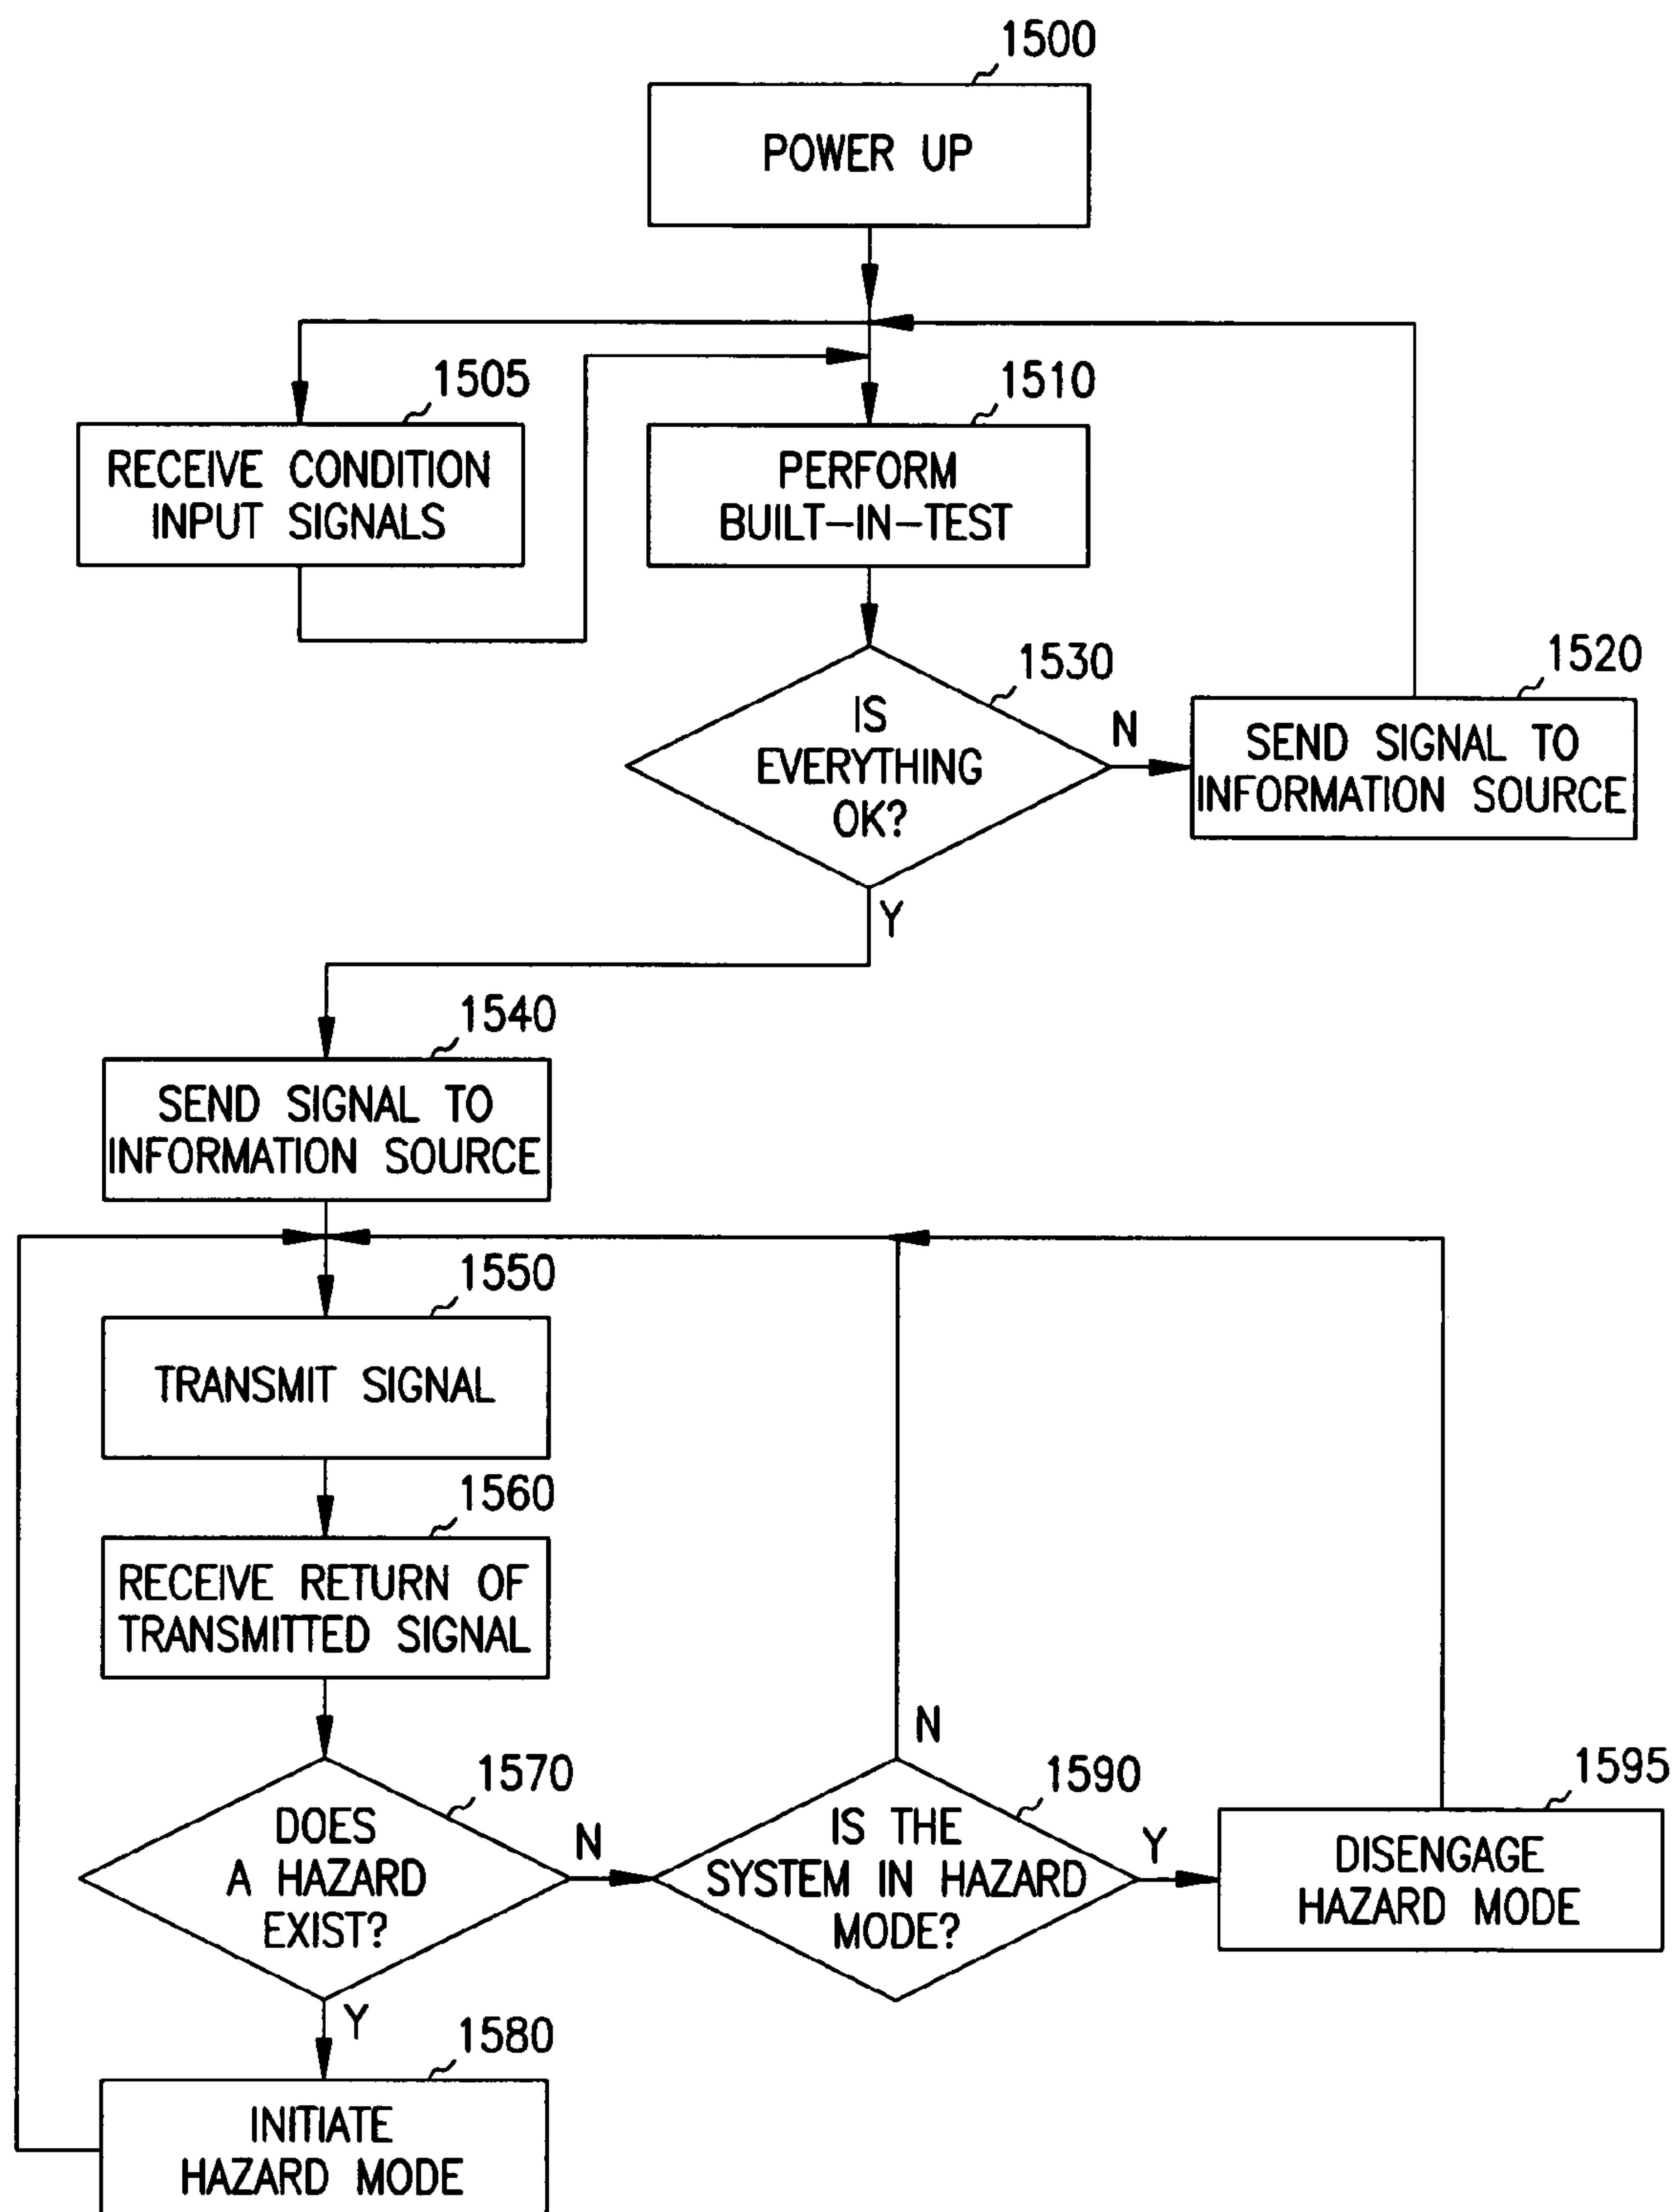 1500
POWER UP
1505
RECEIVE CONDITION
INPUT SIGNALS
1510
PERFORM
BUILT-IN-TEST
1530
IS
EVERYTHING
OK?
N
1520
SEND SIGNAL TO
INFORMATION SOURCE
Y
1540
SEND SIGNAL TO
INFORMATION SOURCE
1550
TRANSMIT SIGNAL
1560
RECEIVE RETURN OF
TRANSMITTED SIGNAL
1570
DOES
A HAZARD
EXIST?
N
N
1590
IS THE
SYSTEM IN HAZARD
MODE?
Y
1595
DISENGAGE
HAZARD MODE
Y
1580
INITIATE
HAZARD MODE